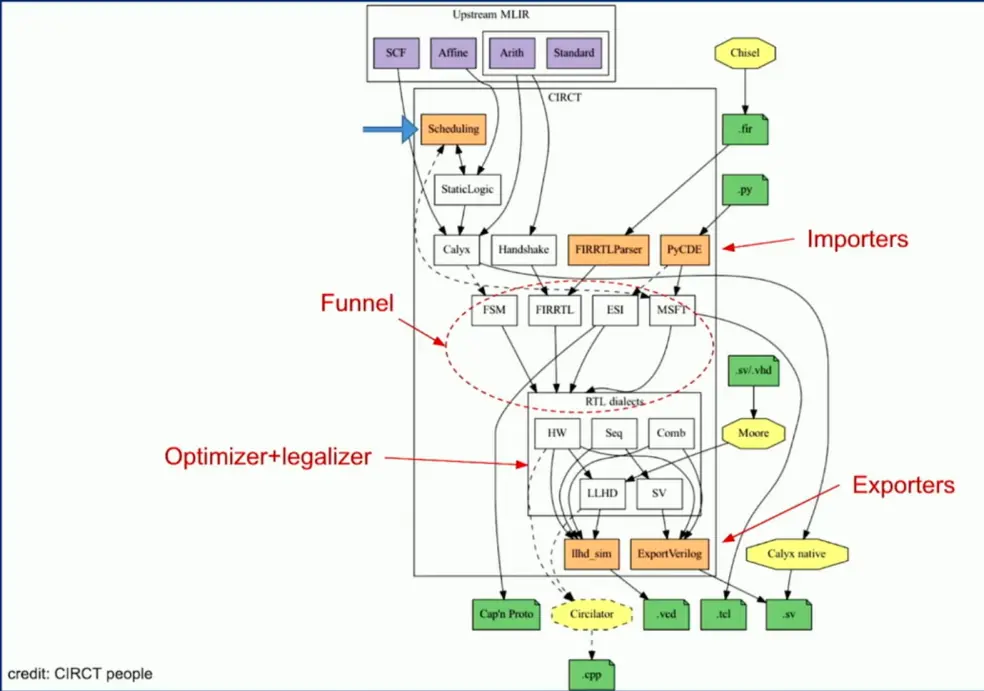 Upstream MLIR
SCF
Affine
Arith
Standard
Chisel
CIRCT
Scheduling
.fir
StaticLogic
.py
Calyx
Handshake
FIRRTLParser
PyCDE
Importers
Funnel
FSM
FIRRTL
ESI
MSFT
.sv/.vhd
RTL dialects
HW
Seq
Comb
Moore
Optimizer+legalizer
LLHD
SV
Exporters
llhd_sim
ExportVerilog
Calyx native
Cap'n Proto
Circilator
.vcd
.tcl
.sv
.cpp
credit: CIRCT people